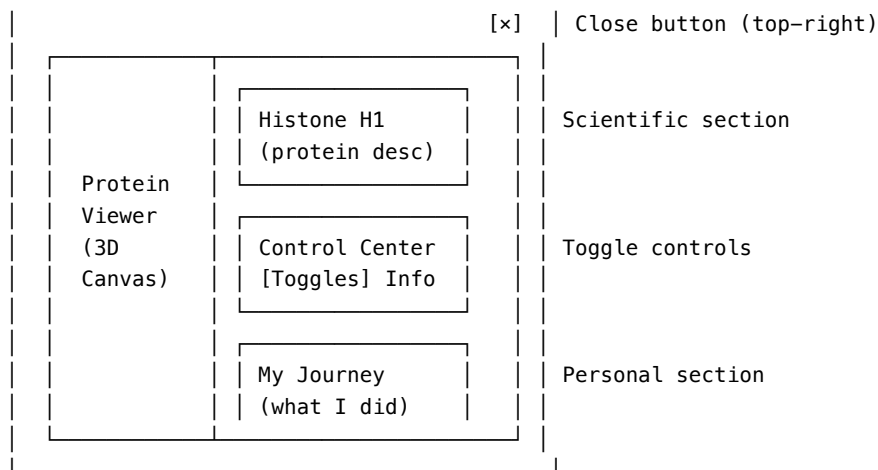 [×] Close button (top-right)
Histone H1 Scientific section
(protein desc)
Protein
Viewer
(3D Control Center Toggle controls
Canvas) [Toggles] Info
My Journey Personal section
(what I did)